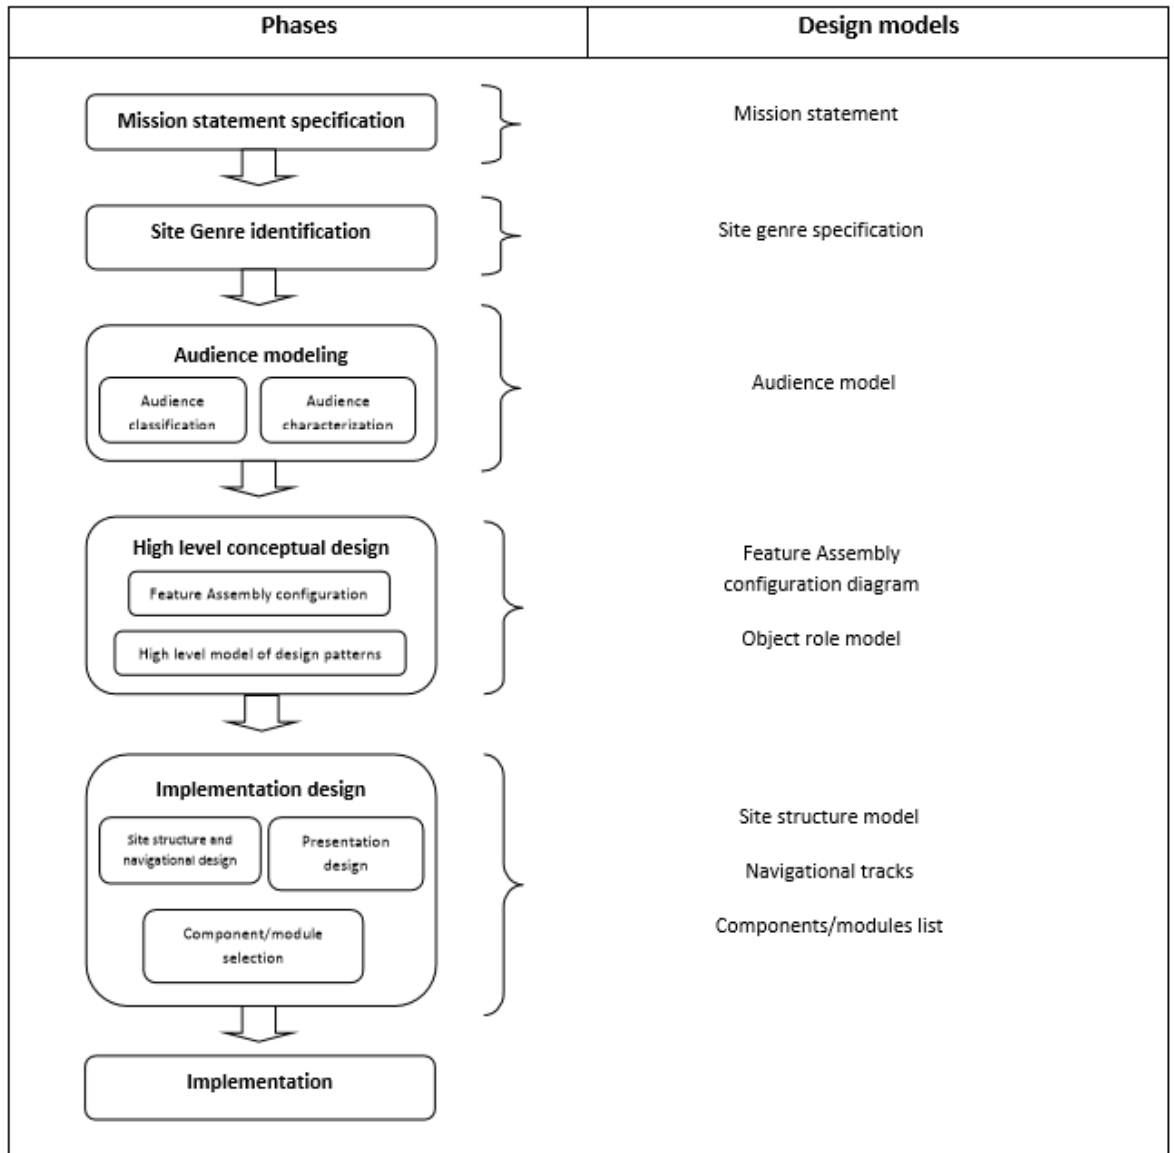 Phases
Design models
Mission statement specification
Mission statement
Site Genre identification
Site genre specification
Audience modeling
Audience
classification
Audience
characterization
Audience model
High level conceptual design
Feature Assembly configuration
High level model of design patterns
Feature Assembly
configuration diagram
Object role model
Implementation design
Site structure and
navigational design
Presentation
design
Component/module
selection
Site structure model
Navigational tracks
Components/modules list
Implementation